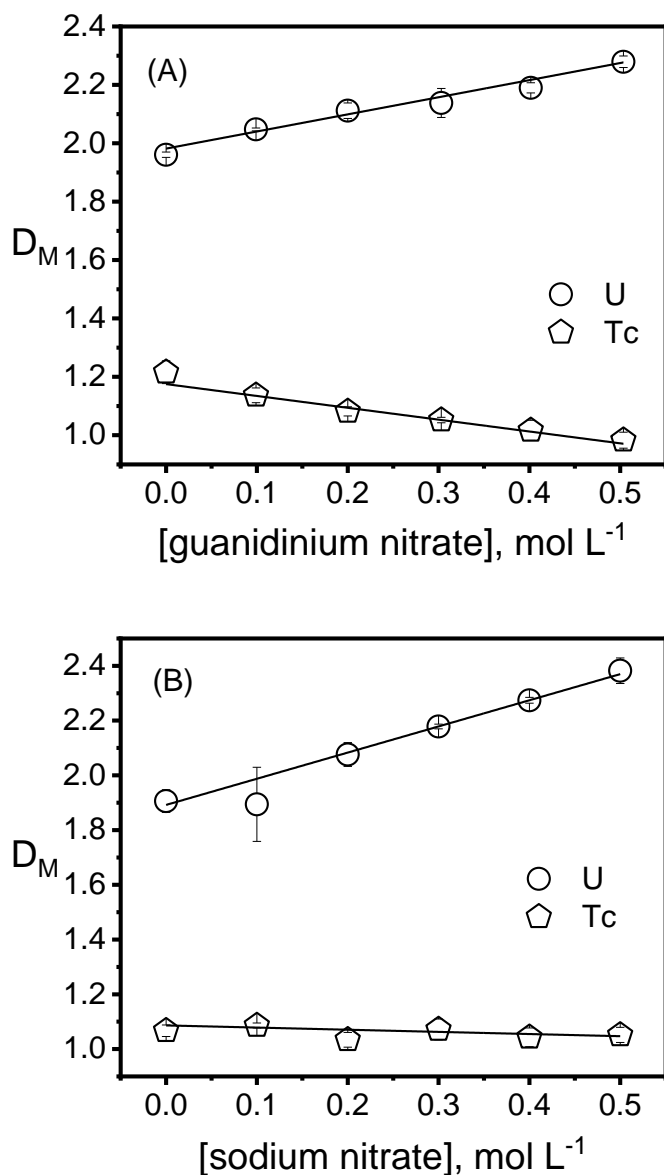 (A)
2.4
2.2
2.0
1.8
D_M 1.6
1.4
1.2
1.0
U
Tc
0.0 0.1 0.2 0.3 0.4 0.5
[guanidinium nitrate], mol L⁻¹
(B)
2.4
2.2
2.0
1.8
D_M
1.6
1.4
1.2
1.0
U
Tc
0.0 0.1 0.2 0.3 0.4 0.5
[sodium nitrate], mol L⁻¹